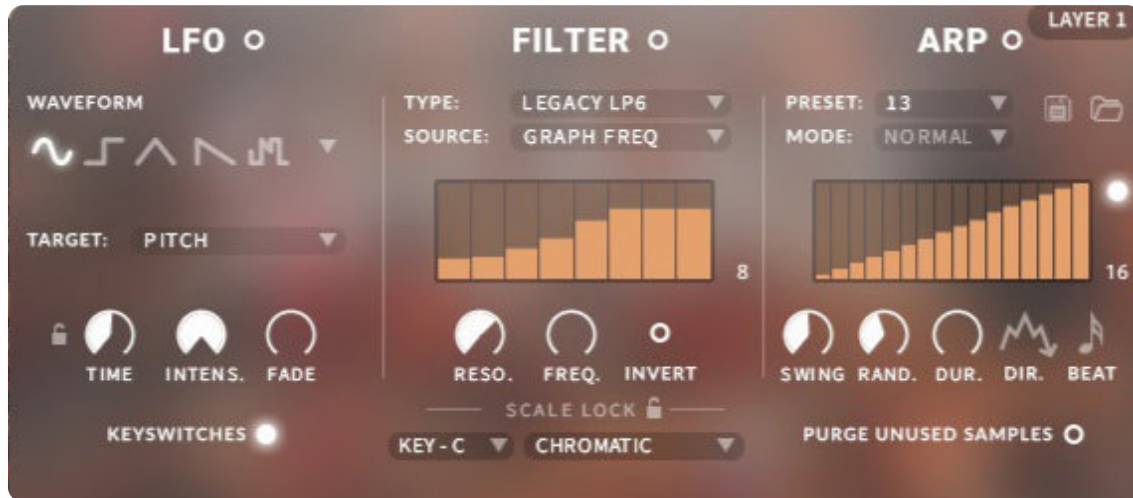 LAYER 1
LFO
FILTER
ARP
WAVEFORM
TYPE: LEGACY LP6
SOURCE: GRAPH FREQ
PRESET: 13
MODE: NORMAL
TARGET: PITCH
8
16
TIME INTENS. FADE
RESO. FREQ. INVERT
SWING RAND. DUR. DIR. BEAT
SCALE LOCK
KEYSWITCHES
KEY - C CHROMATIC
PURGE UNUSED SAMPLES